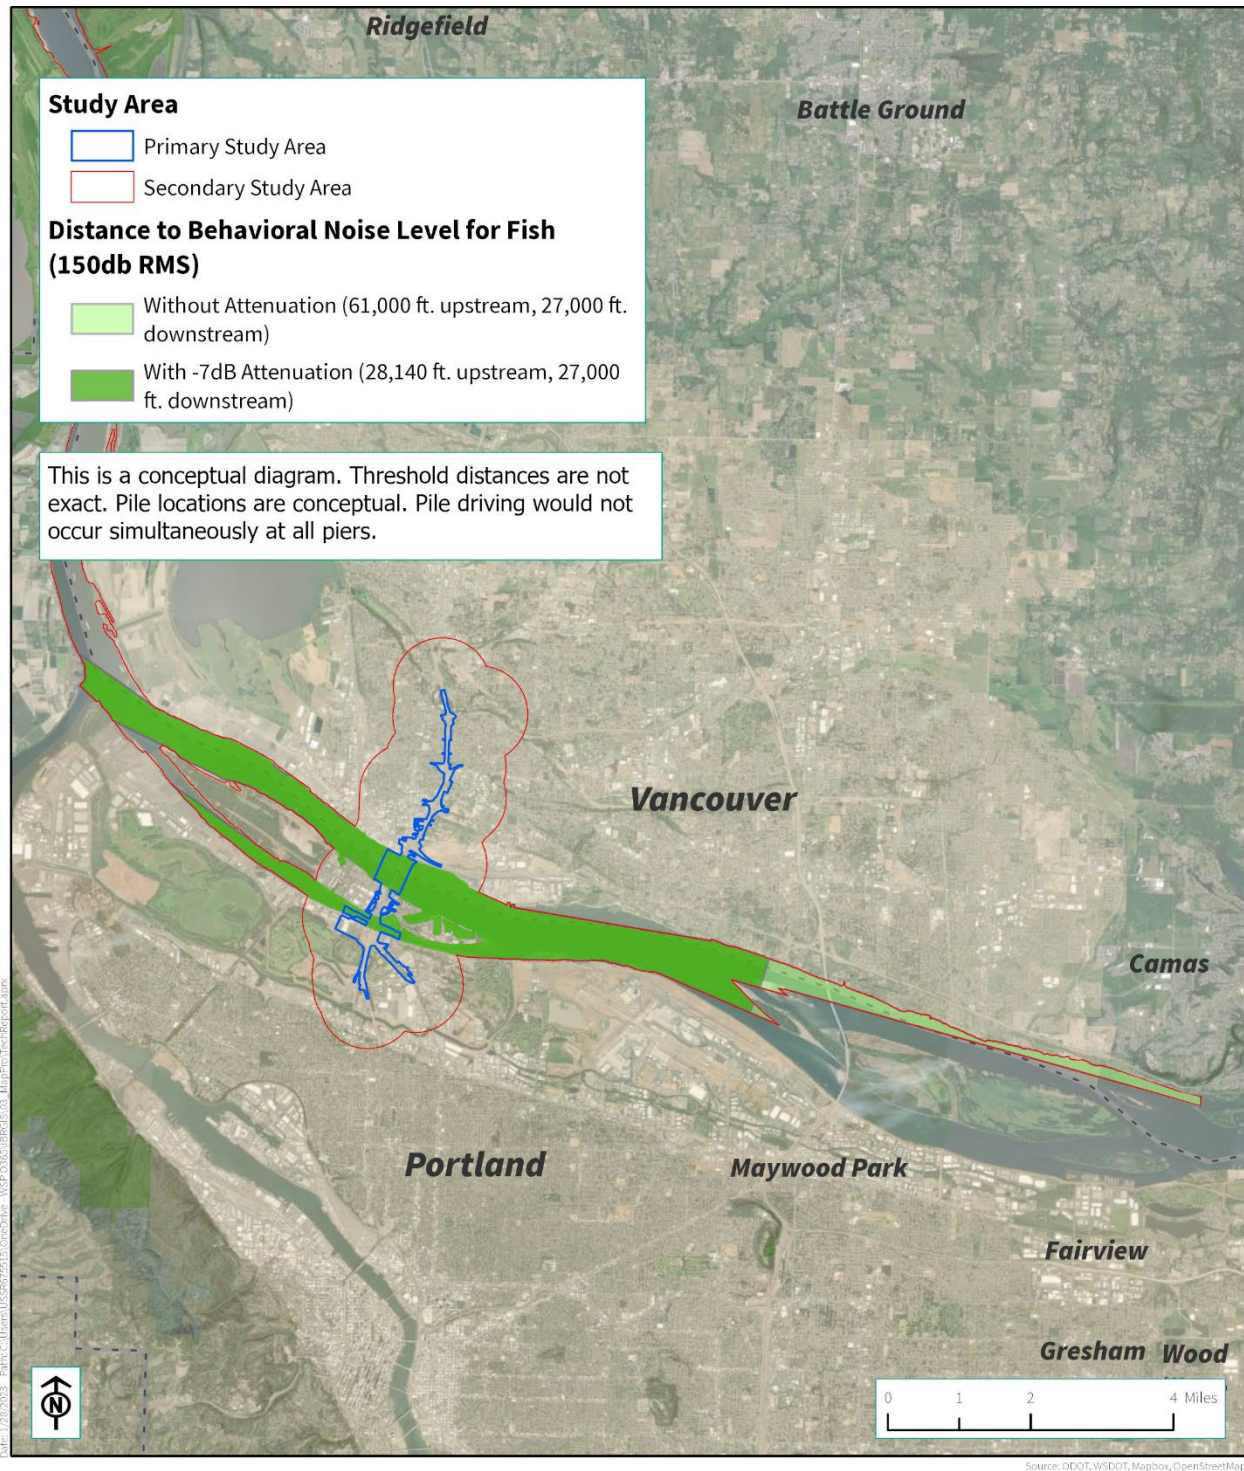 Ridgefield
Battle Ground
Study Area
Primary Study Area
Secondary Study Area
Distance to Behavioral Noise Level for Fish
(150db RMS)
Without Attenuation (61,000 ft. upstream, 27,000 ft.
downstream)
With -7dB Attenuation (28,140 ft. upstream, 27,000
ft. downstream)
This is a conceptual diagram. Threshold distances are not
exact. Pile locations are conceptual. Pile driving would not
occur simultaneously at all piers.
Vancouver
Camas
Portland
Maywood Park
Fairview
Gresham
Wood
N
0 1 2 4 Miles
Source: ODOT, WSDOT, Mapbox, OpenStreetMap